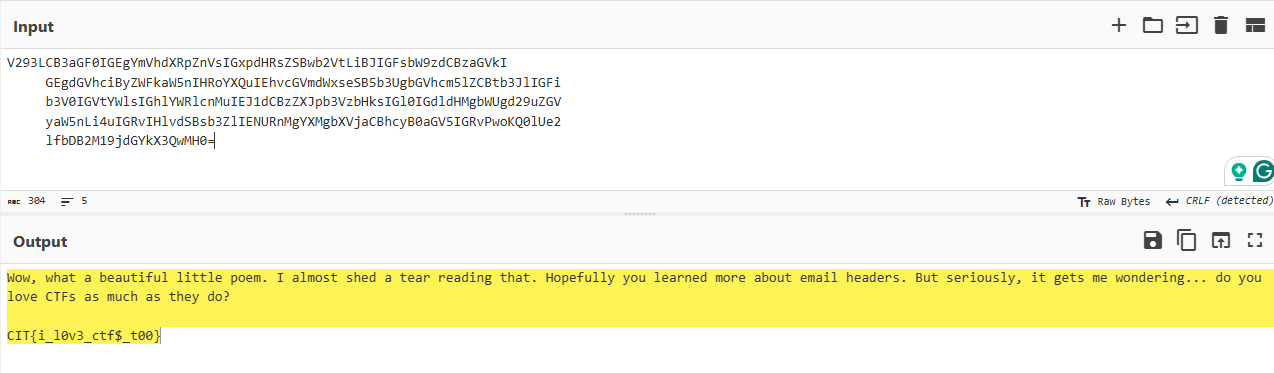 Input
V293LCB3aGF0IGEgYmVhdXRpZnVsIGxpdHRsZSBwb2VtLiBJIGFsbW9zdCBzaGVkI
GEgdGVhciByZWFkaW5nIHRoYXQuIEhvcGVmdWxseSB5b3UgbGVhcm5lZCBtb3JlIGFi
b3V0IGVtYWlsIGhlYWRlcnMuIEJ1dCBzZXJpb3VzbHksIGl0IGdldHMgbWUgd29uZGV
yaW5nLi4uIGRvIHlvdSBsb3ZlIENURnMgYXMgbXVjaCBhcyB0aGV5IGRvPwoKQ0lUe2
lfbDB2M19jdGYkX3QwMH0=
ABC 304 5 Tт Raw Bytes CRLF (detected)
Output
Wow, what a beautiful little poem. I almost shed a tear reading that. Hopefully you learned more about email headers. But seriously, it gets me wondering... do you
love CTFs as much as they do?
CIT{i_l0v3_ctf$_t00}